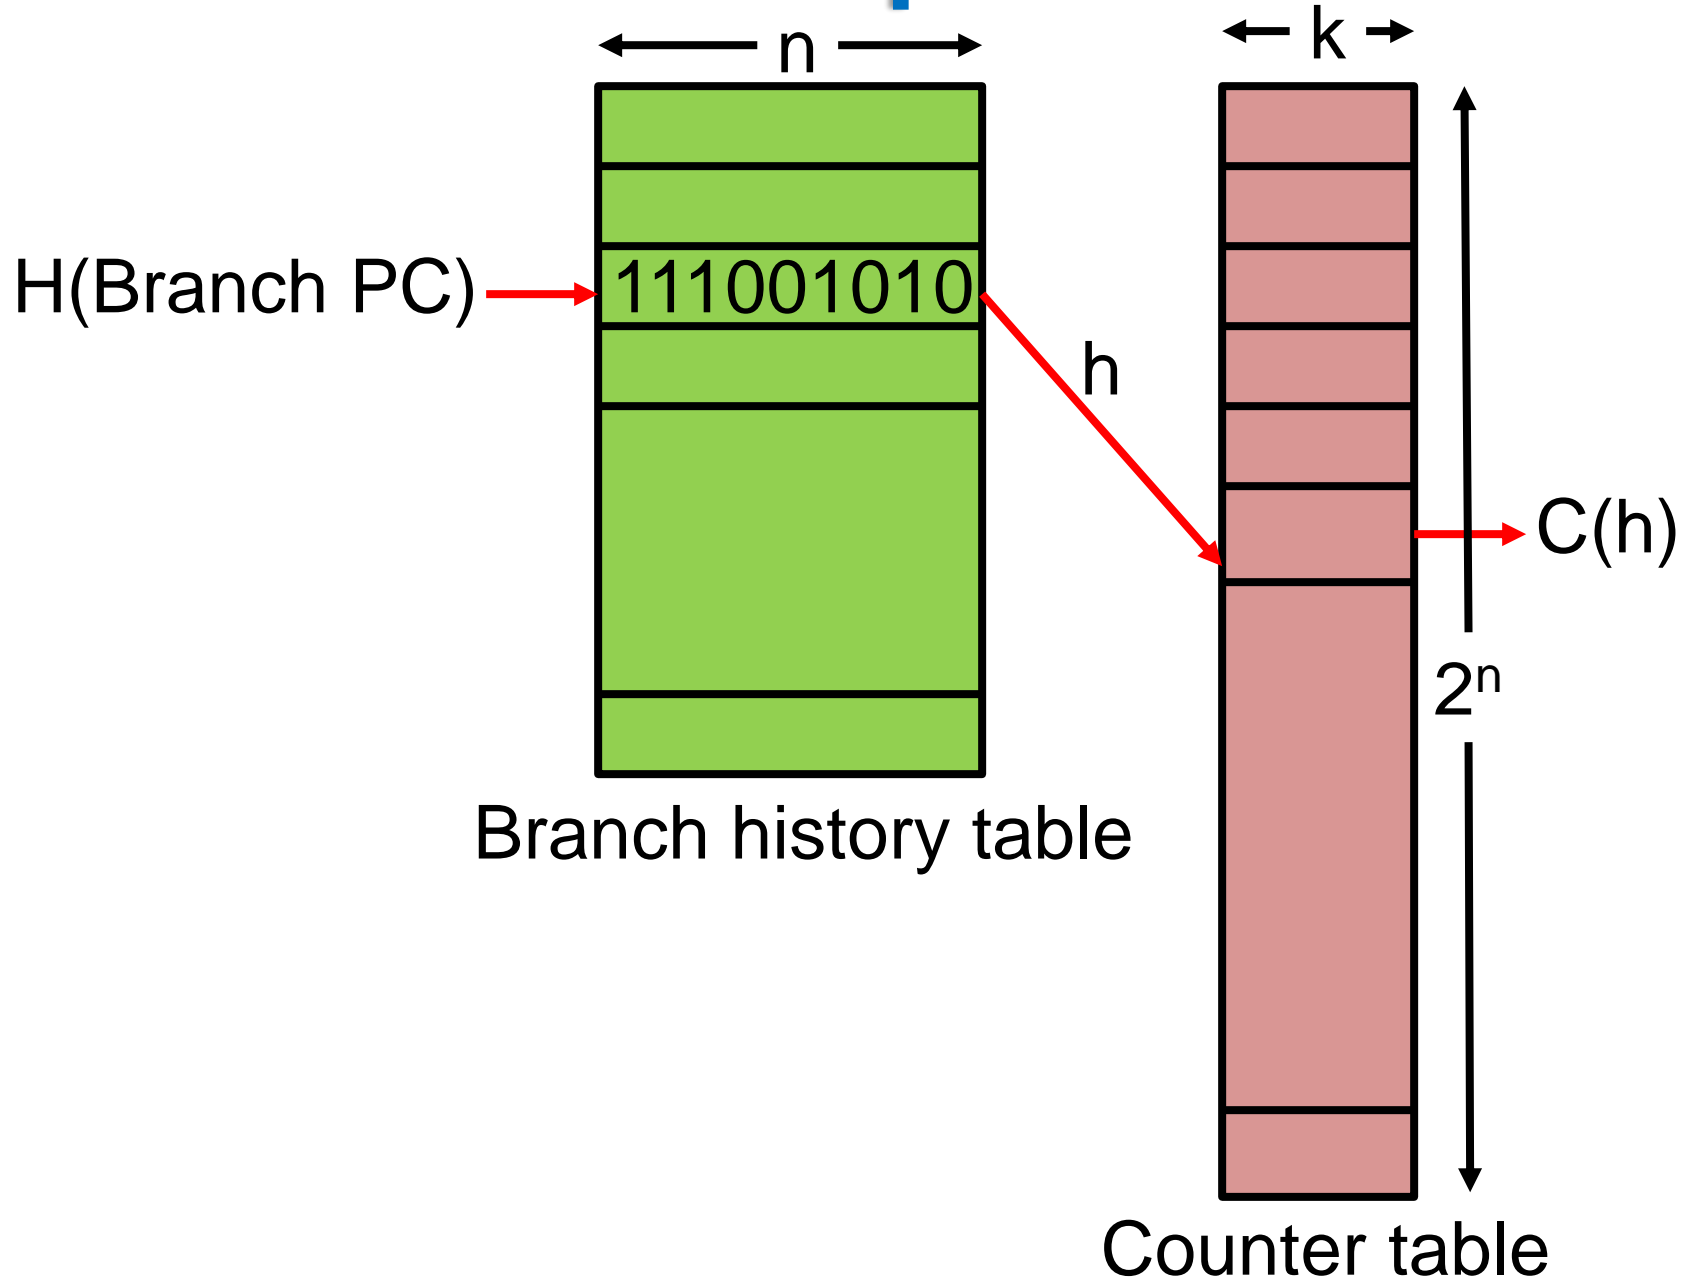 n
k
H(Branch PC)
111001010
h
C(h)
2ⁿ
Branch history table
Counter table